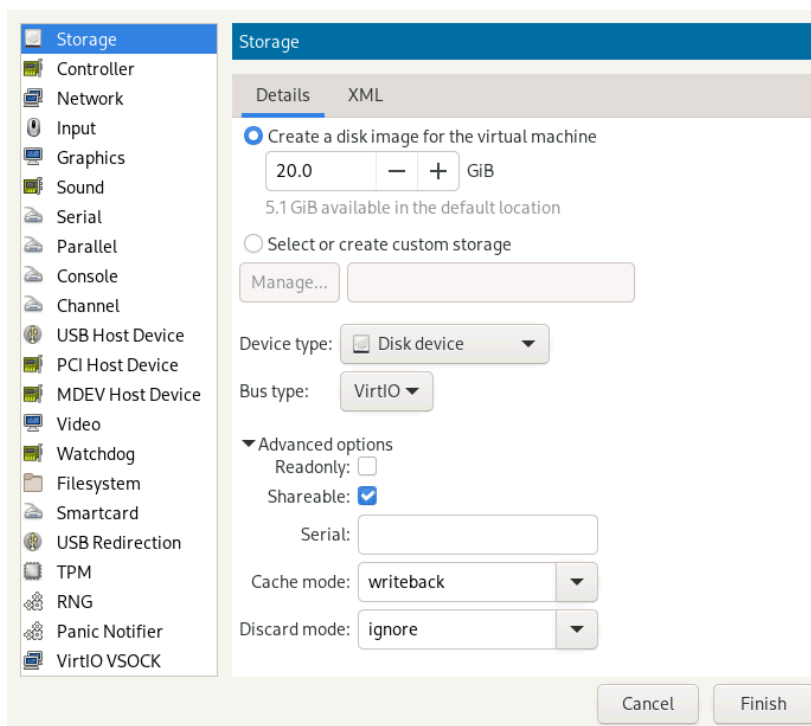 Storage
Controller
Network
Input
Graphics
Sound
Serial
Parallel
Console
Channel
USB Host Device
PCI Host Device
MDEV Host Device
Video
Watchdog
Filesystem
Smartcard
USB Redirection
TPM
RNG
Panic Notifier
VirtIO VSOCK
Storage
Details XML
Create a disk image for the virtual machine
20.0 GiB
5.1 GiB available in the default location
Select or create custom storage
Manage...
Device type: Disk device
Bus type: VirtIO
Advanced options
Readonly:
Shareable:
Serial:
Cache mode: writeback
Discard mode: ignore
Cancel Finish